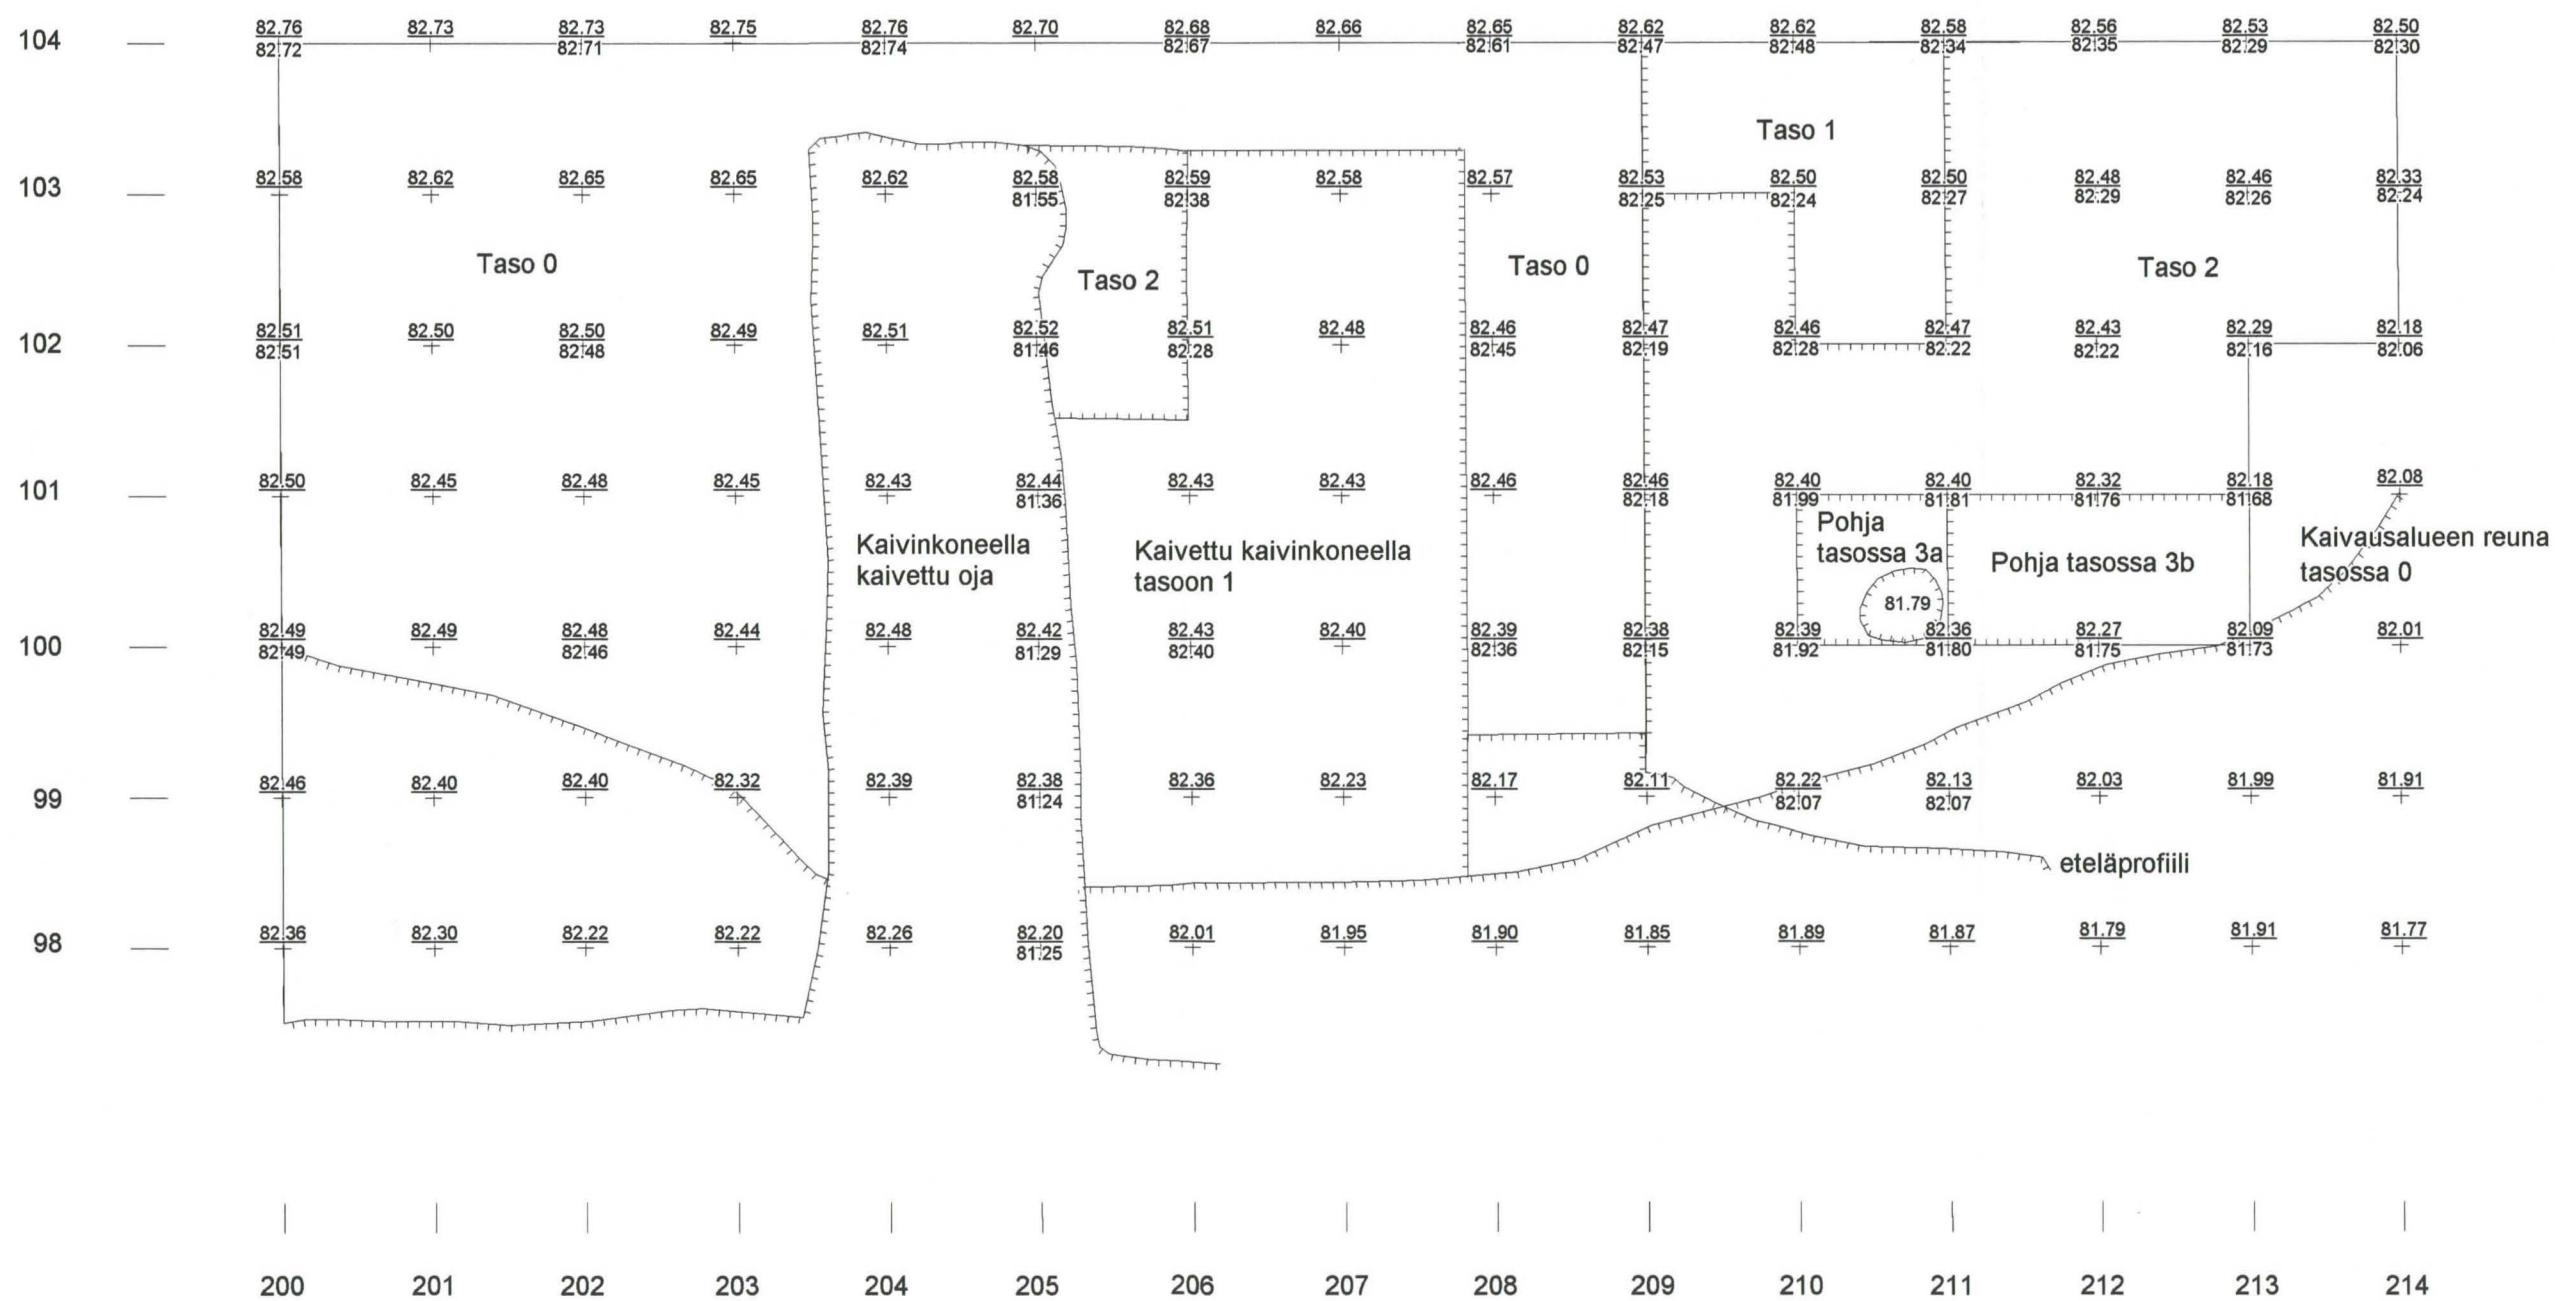 104 82.76 82.73 82.73 82.75 82.76 82.70 82.68 82.66 82.65 82.62 82.62 82.58 82.56 82.53 82.50
82.72 82.71 82.74 82.67 82.61 82.47 82.48 82.34 82.35 82.29 82.30
Taso 1
103 82.58 82.62 82.65 82.65 82.62 82.58 82.59 82.58 82.57 82.53 82.50 82.50 82.48 82.46 82.33
81.55 82.38 82.25 82.24 82.27 82.29 82.26 82.24
Taso 0 Taso 2 Taso 0 Taso 2
102 82.51 82.50 82.50 82.49 82.51 82.52 82.51 82.48 82.46 82.47 82.46 82.47 82.43 82.29 82.18
82.51 82.48 81.46 82.28 82.45 82.19 82.28 82.22 82.22 82.16 82.06
101 82.50 82.45 82.48 82.45 82.43 82.44 82.43 82.43 82.46 82.46 82.40 82.40 82.32 82.18 82.08
81.36 82.18 81.99 81.81 81.76 81.68
Pohja
tasossa 3a
Kaivinkoneella
kaivettu oja
Kaivettu kaivinkoneella
tasoon 1
Pohja tasossa 3b
Kaivausalueen reuna
tasossa 0
81.79
100 82.49 82.49 82.48 82.44 82.48 82.42 82.43 82.40 82.39 82.38 82.39 82.36 82.27 82.09 82.01
82.49 82.46 81.29 82.40 82.36 82.15 81.92 81.80 81.75 81.73
99 82.46 82.40 82.40 82.32 82.39 82.38 82.36 82.23 82.17 82.11 82.22 82.13 82.03 81.99 81.91
81.24 82.07 82.07
eteläprofiili
98 82.36 82.30 82.22 82.22 82.26 82.20 82.01 81.95 81.90 81.85 81.89 81.87 81.79 81.91 81.77
81.25
200 201 202 203 204 205 206 207 208 209 210 211 212 213 214